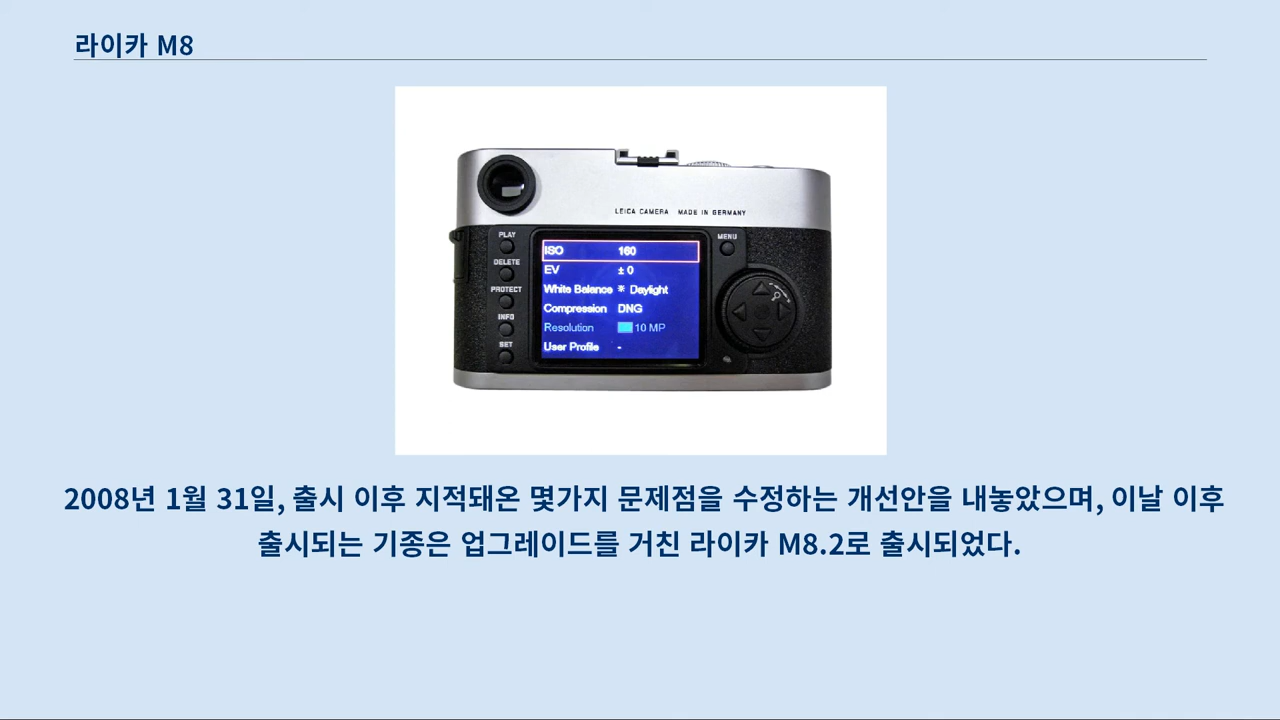 라이카 M8
LEICA CAMERA MADE IN GERMANY
PLAY
MENU
DELETE
PROTECT
INFO
SET
ISO 160
EV ± 0
White Balance ☀ Daylight
Compression DNG
Resolution 10 MP
User Profile -
2008년 1월 31일, 출시 이후 지적돼온 몇가지 문제점을 수정하는 개선안을 내놓았으며, 이날 이후
출시되는 기종은 업그레이드를 거친 라이카 M8.2로 출시되었다.